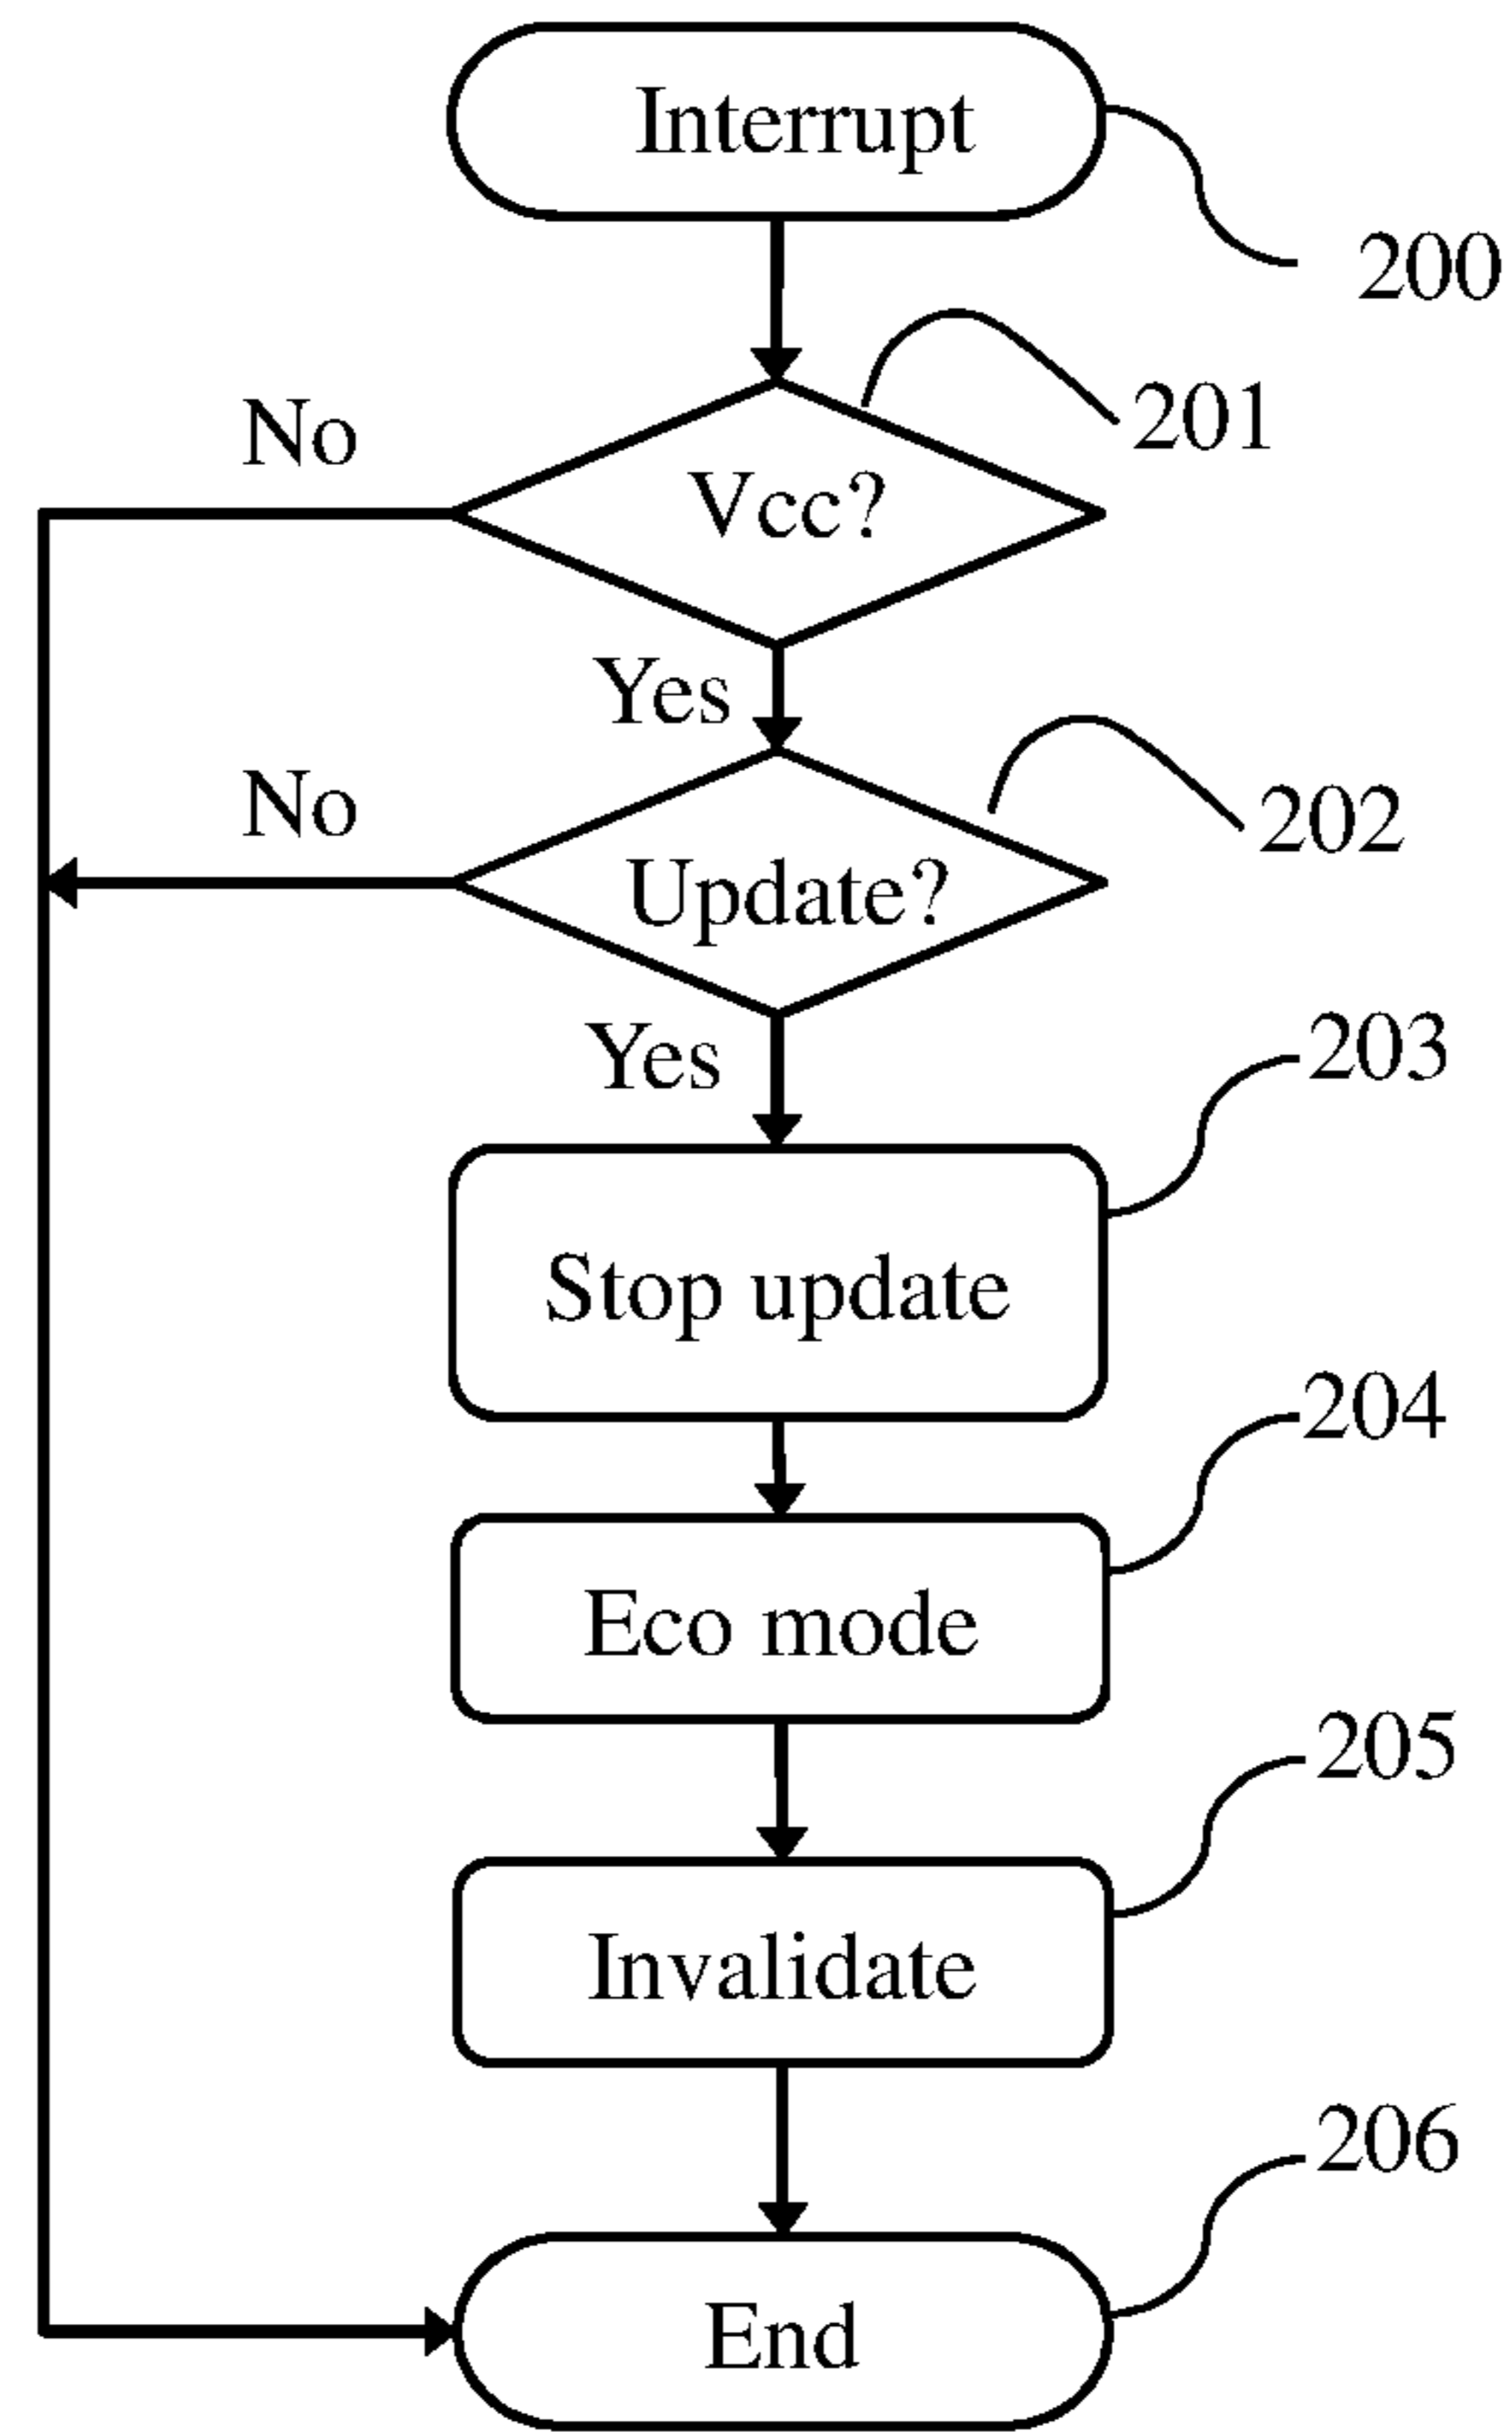 Interrupt
200
201
No
Vcc?
Yes
No
202
Update?
203
Yes
Stop update
204
Eco mode
205
Invalidate
206
End